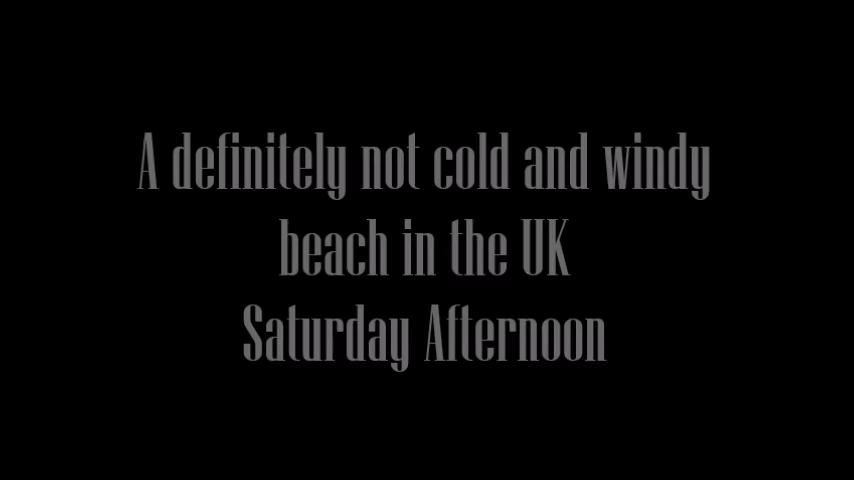 A definitely not cold and windy
beach in the UK
Saturday Afternoon